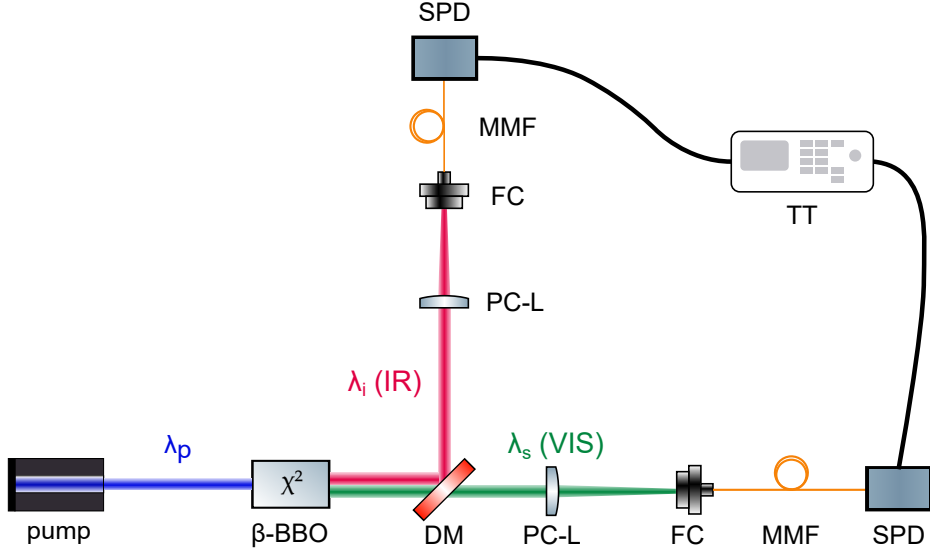 SPD
MMF
FC
TT
PC-L
λi (IR)
λp
λs (VIS)
χ²
pump
β-BBO
DM
PC-L
FC
MMF
SPD